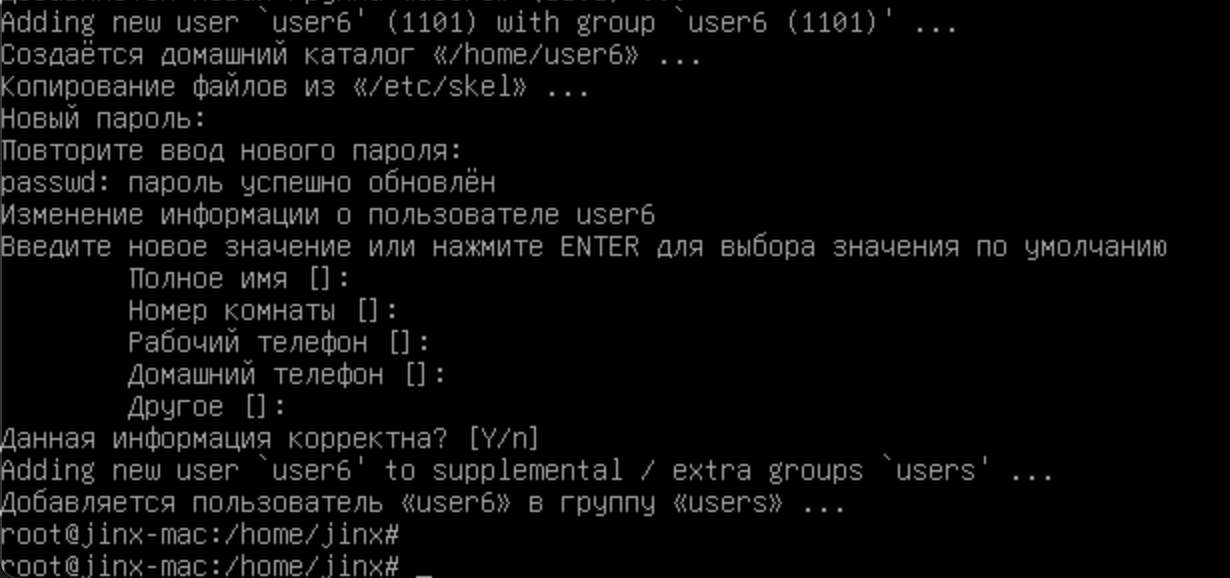 Adding new user `user6' (1101) with group `user6 (1101)' ...
Создаётся домашний каталог «/home/user6» ...
Копирование файлов из «/etc/skel» ...
Новый пароль:
Повторите ввод нового пароля:
passwd: пароль успешно обновлён
Изменение информации о пользователе user6
Введите новое значение или нажмите ENTER для выбора значения по умолчанию
Полное имя []:
Номер комнаты []:
Рабочий телефон []:
Домашний телефон []:
Другое []:
Данная информация корректна? [Y/n]
Adding new user `user6' to supplemental / extra groups `users' ...
Добавляется пользователь «user6» в группу «users» ...
root@jinx-mac:/home/jinx#
root@jinx-mac:/home/jinx# _